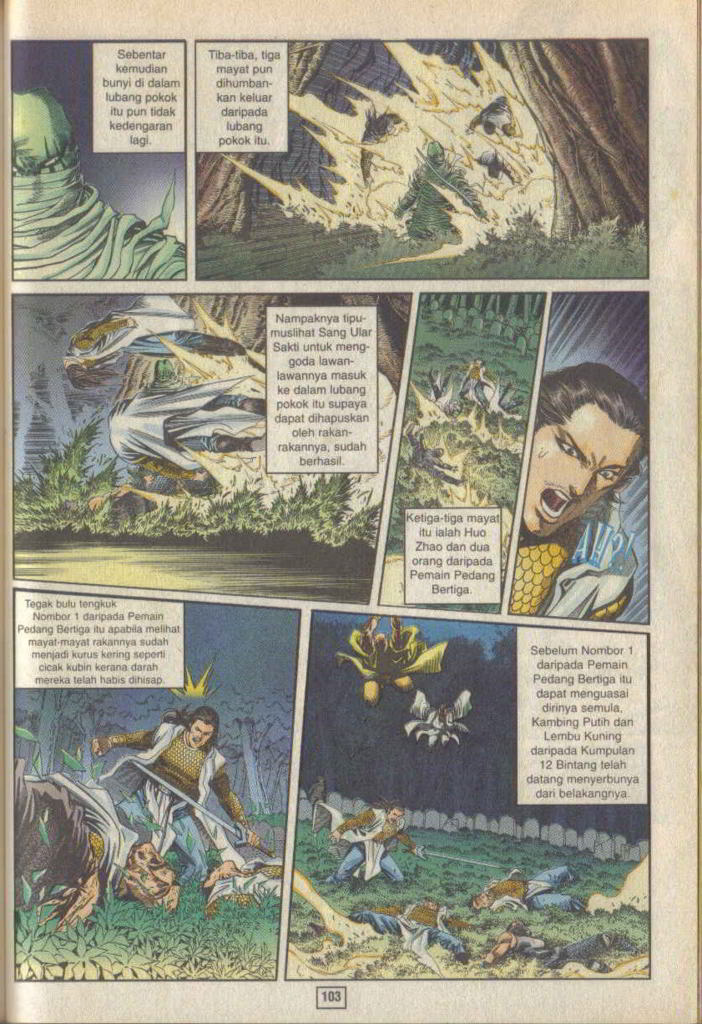 Sebentar
kemudian
bunyi di dalam
lubang pokok
itu pun tidak
kedengaran
lagi.
Tiba-tiba, tiga
mayat pun
dihumban-
kan keluar
daripada
lubang
pokok itu.
Nampaknya tipu-
muslihat Sang Ular
Sakti untuk meng-
goda lawan-
lawannya masuk
ke dalam lubang
pokok itu supaya
dapat dihapuskan
oleh rakan-
rakannya, sudah
berhasil.
Ketiga-tiga mayat
itu ialah Huo
Zhao dan dua
orang daripada
Pemain Pedang
Bertiga.
AH?!
Tegak bulu tengkuk
Nombor 1 daripada Pemain
Pedang Bertiga itu apabila melihat
mayat-mayat rakannya sudah
menjadi kurus kering seperti
cicak kubin kerana darah
mereka telah habis dihisap.
Sebelum Nombor 1
daripada Pemain
Pedang Bertiga itu
dapat menguasai
dirinya semula,
Kambing Putih dan
Lembu Kuning
daripada Kumpulan
12 Bintang telah
datang menyerbunya
dari belakangnya.
103